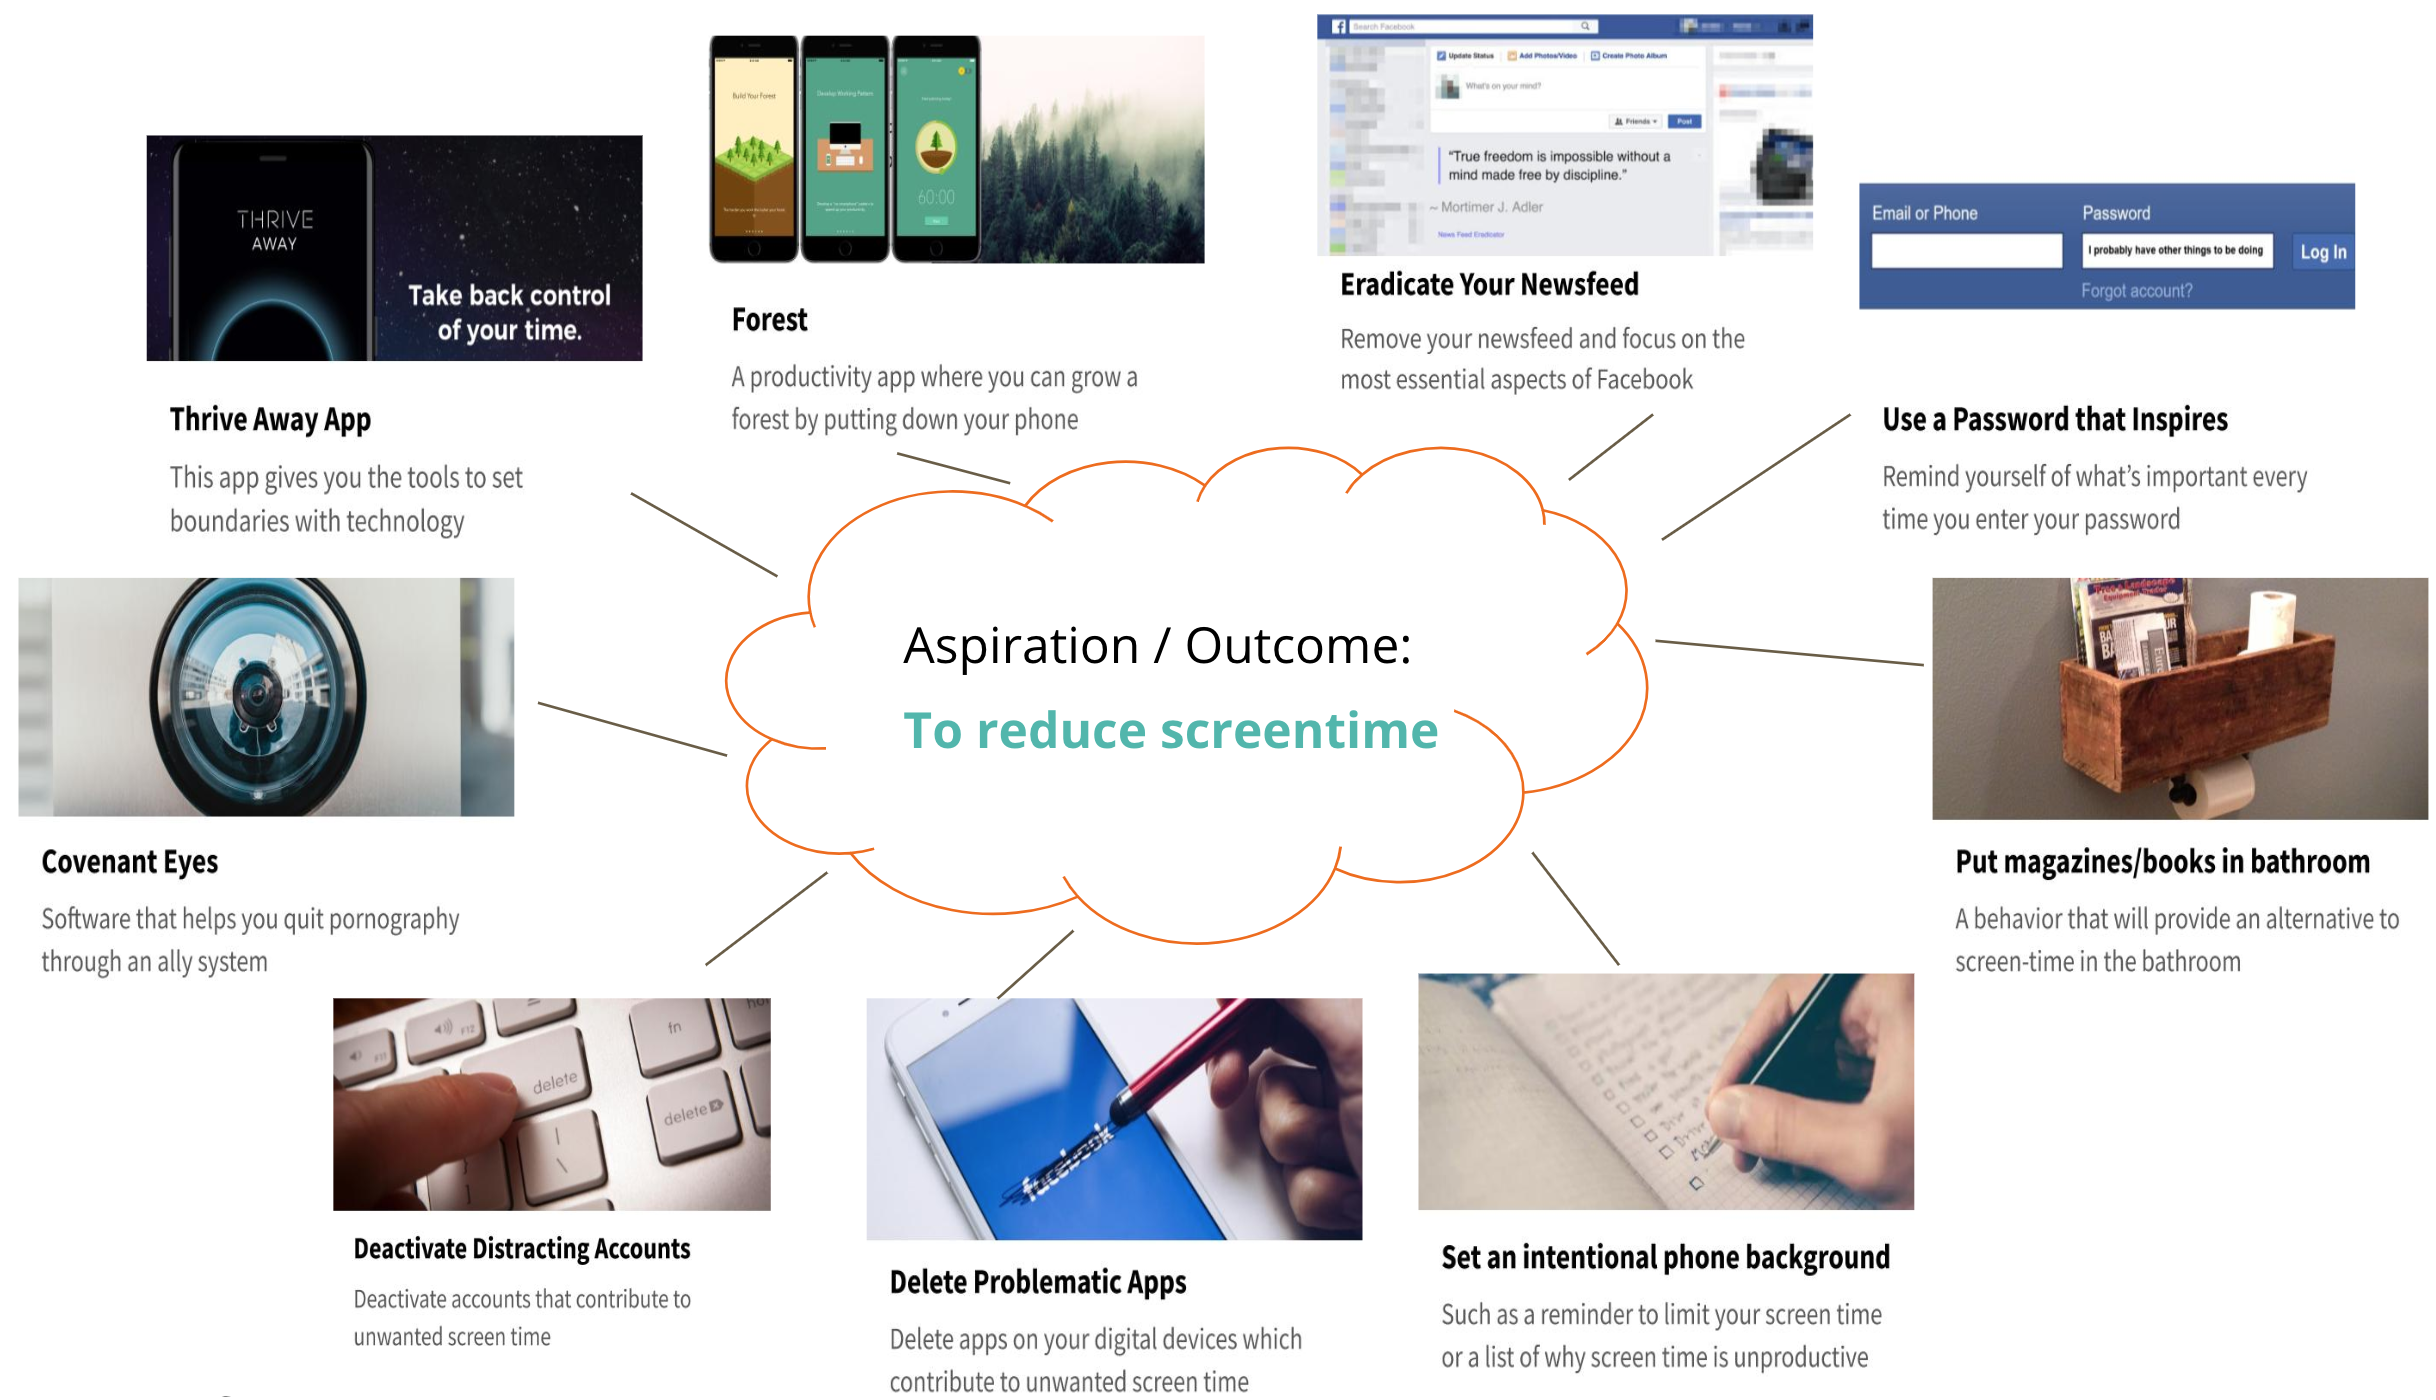 THRIVE
AWAY
Take back control
of your time.
Thrive Away App
This app gives you the tools to set
boundaries with technology
Build Your Forest
Develop Working Pattern
60:00
Forest
A productivity app where you can grow a
forest by putting down your phone
Search Facebook
Update Status
Add Photos/Video
Create Photo Album
What's on your mind?
Friends
Post
“True freedom is impossible without a
mind made free by discipline.”
~ Mortimer J. Adler
News Feed Eradicator
Eradicate Your Newsfeed
Remove your newsfeed and focus on the
most essential aspects of Facebook
Email or Phone
Password
I probably have other things to be doing
Log In
Forgot account?
Use a Password that Inspires
Remind yourself of what’s important every
time you enter your password
Aspiration / Outcome:
To reduce screentime
Covenant Eyes
Software that helps you quit pornography
through an ally system
Put magazines/books in bathroom
A behavior that will provide an alternative to
screen-time in the bathroom
F11
F12
fn
delete
delete
Deactivate Distracting Accounts
Deactivate accounts that contribute to
unwanted screen time
facebook
Delete Problematic Apps
Delete apps on your digital devices which
contribute to unwanted screen time
Set an intentional phone background
Such as a reminder to limit your screen time
or a list of why screen time is unproductive